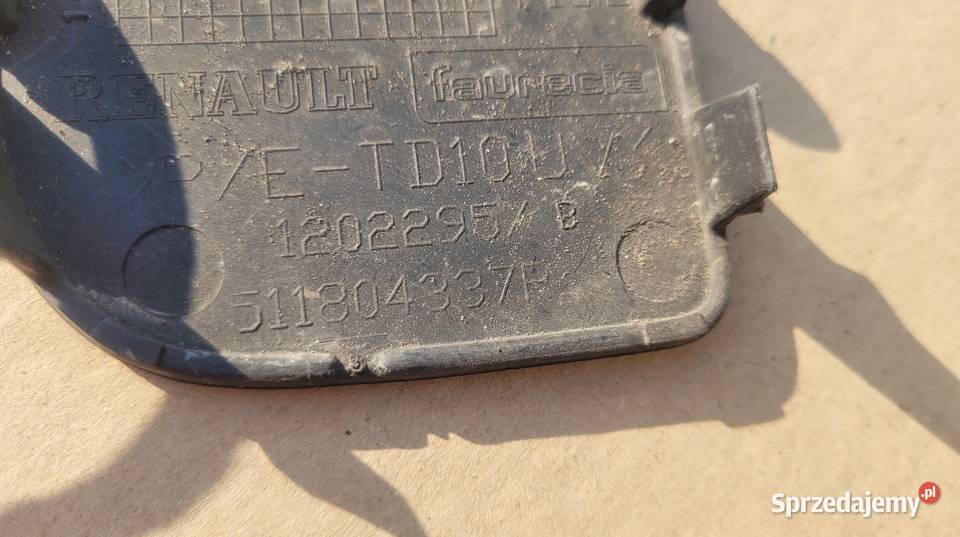 RENAULT faurecia
>P/E-TD10
1202295/ B
511804337R
Sprzedajemy.pl